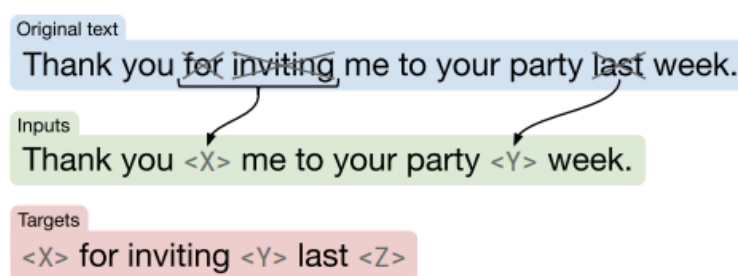 Original text
Thank you for inviting me to your party last week.
Inputs
Thank you <X> me to your party <Y> week.
Targets
<X> for inviting <Y> last <Z>